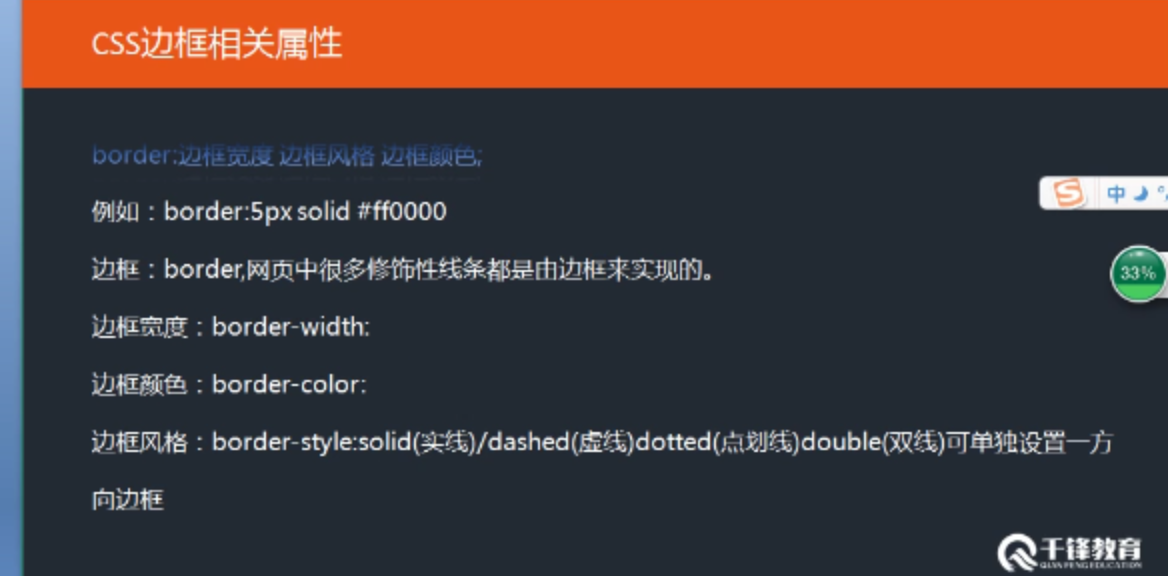 CSS边框相关属性
border:边框宽度 边框风格 边框颜色;
例如：border:5px solid #ff0000
中
边框：border,网页中很多修饰性线条都是由边框来实现的。
33%
边框宽度：border-width:
边框颜色：border-color:
边框风格：border-style:solid(实线)/dashed(虚线)dotted(点划线)double(双线)可单独设置一方
向边框
千锋教育
QIANFENG EDUCATION